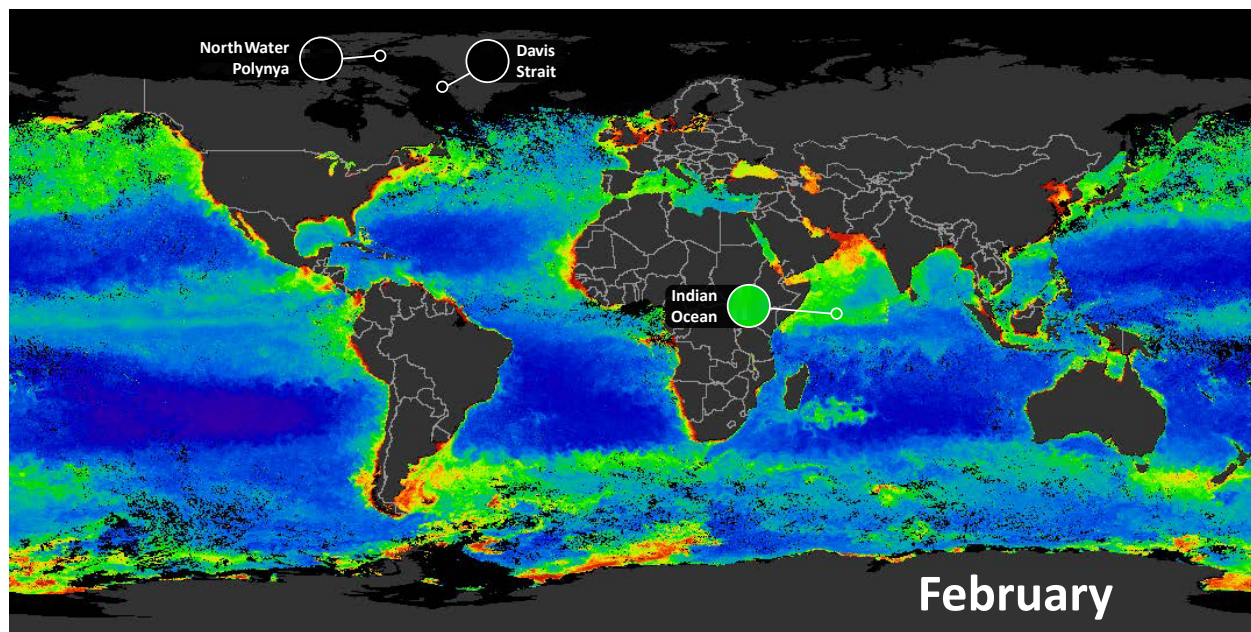 North Water
Polynya
Davis
Strait
Indian
Ocean
February